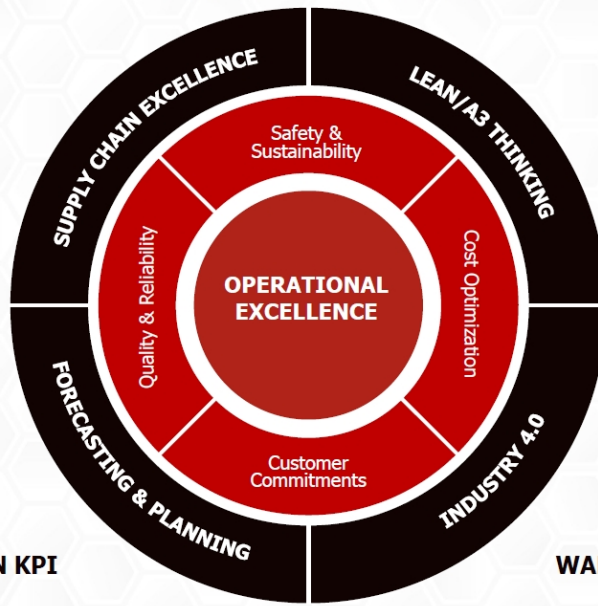 SUPPLY CHAIN EXCELLENCE
LEAN/A3 THINKING
Safety &
Sustainability
Quality & Reliability
OPERATIONAL
EXCELLENCE
Cost Optimization
Customer
Commitments
FORECASTING & PLANNING
INDUSTRY 4.0
KPI